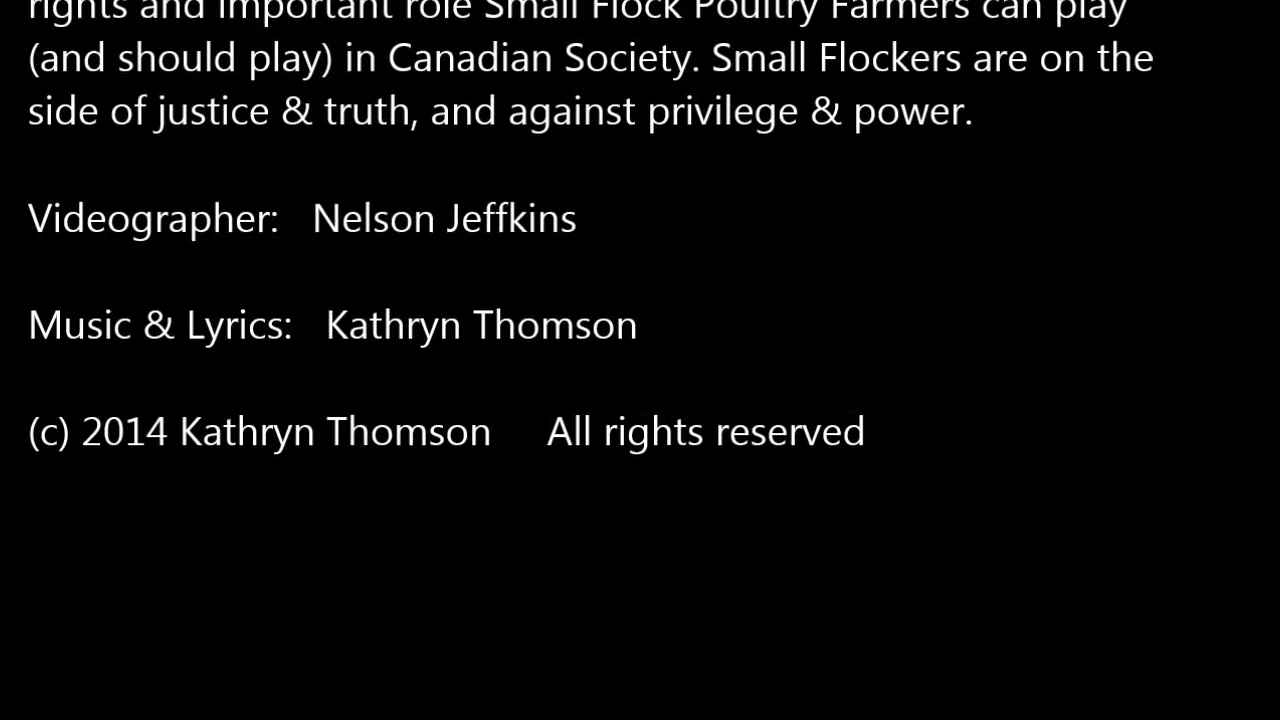 rights and important role Small Flock Poultry Farmers can play
(and should play) in Canadian Society. Small Flockers are on the
side of justice & truth, and against privilege & power.
Videographer: Nelson Jeffkins
Music & Lyrics: Kathryn Thomson
(c) 2014 Kathryn Thomson All rights reserved